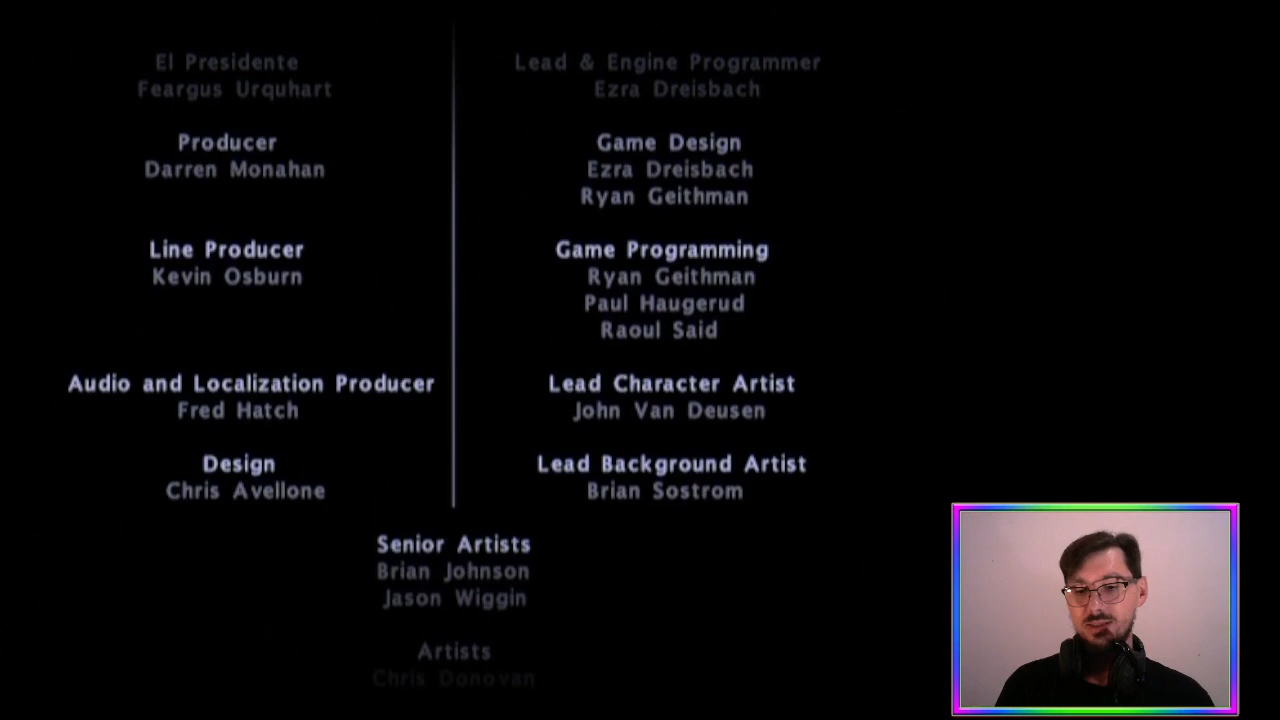 El Presidente
Feargus Urquhart
Producer
Darren Monahan
Line Producer
Kevin Osburn
Audio and Localization Producer
Fred Hatch
Design
Chris Avellone
Lead & Engine Programmer
Ezra Dreisbach
Game Design
Ezra Dreisbach
Ryan Geithman
Game Programming
Ryan Geithman
Paul Haugerud
Raoul Said
Lead Character Artist
John Van Deusen
Lead Background Artist
Brian Sostrom
Senior Artists
Brian Johnson
Jason Wiggin
Artists
Chris Donovan